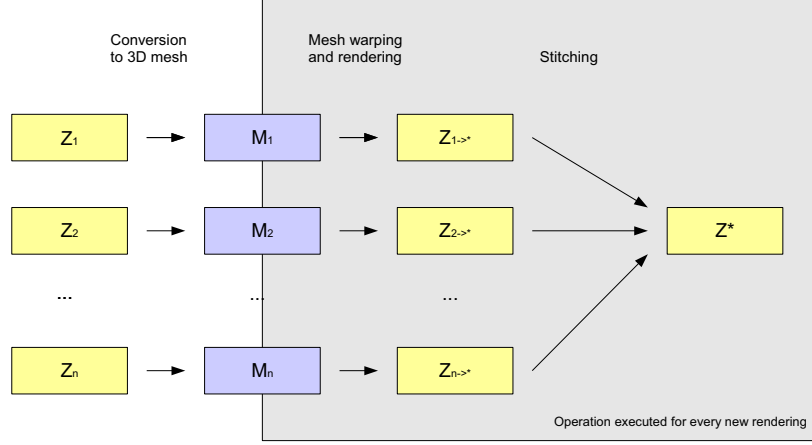 Conversion
to 3D mesh
Mesh warping
and rendering
Stitching
Z1
M1
Z1->*
Z2
M2
Z2->*
Z*
...
...
...
Zn
Mn
Zn->*
Operation executed for every new rendering